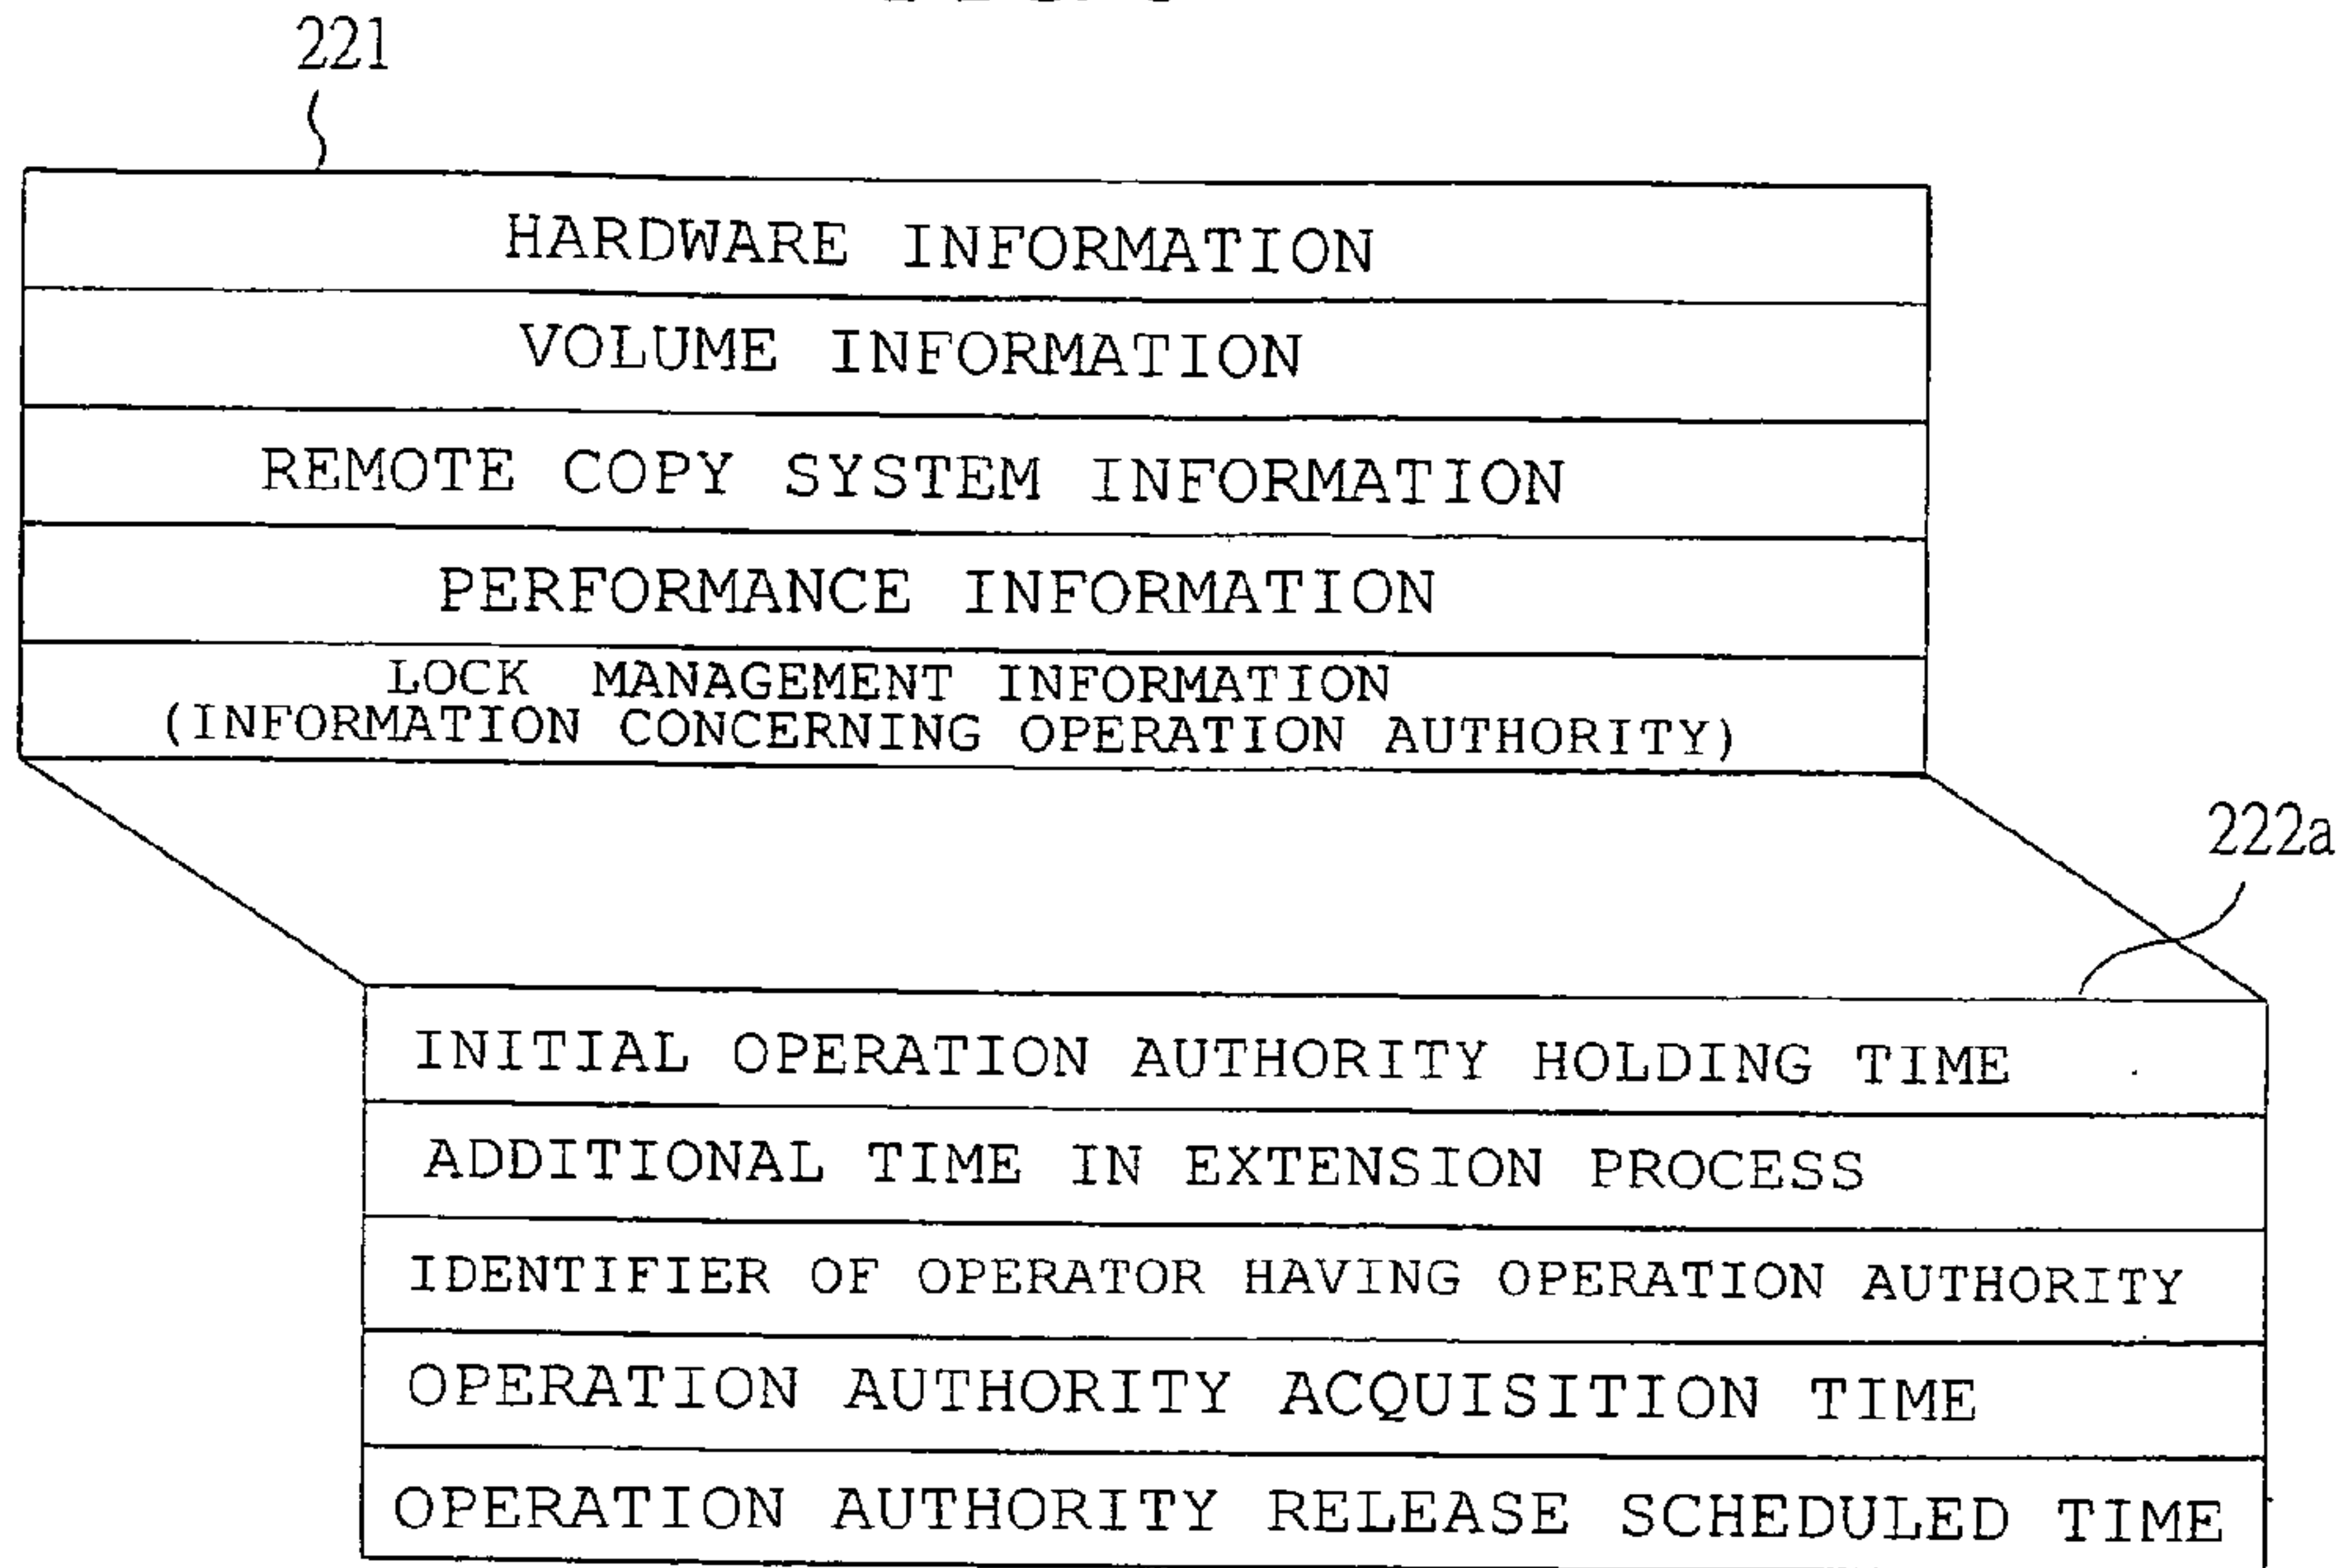 221
HARDWARE INFORMATION
VOLUME INFORMATION
REMOTE COPY SYSTEM INFORMATION
PERFORMANCE INFORMATION
LOCK MANAGEMENT INFORMATION
(INFORMATION CONCERNING OPERATION AUTHORITY)
222a
INITIAL OPERATION AUTHORITY HOLDING TIME
ADDITIONAL TIME IN EXTENSION PROCESS
IDENTIFIER OF OPERATOR HAVING OPERATION AUTHORITY
OPERATION AUTHORITY ACQUISITION TIME
OPERATION AUTHORITY RELEASE SCHEDULED TIME